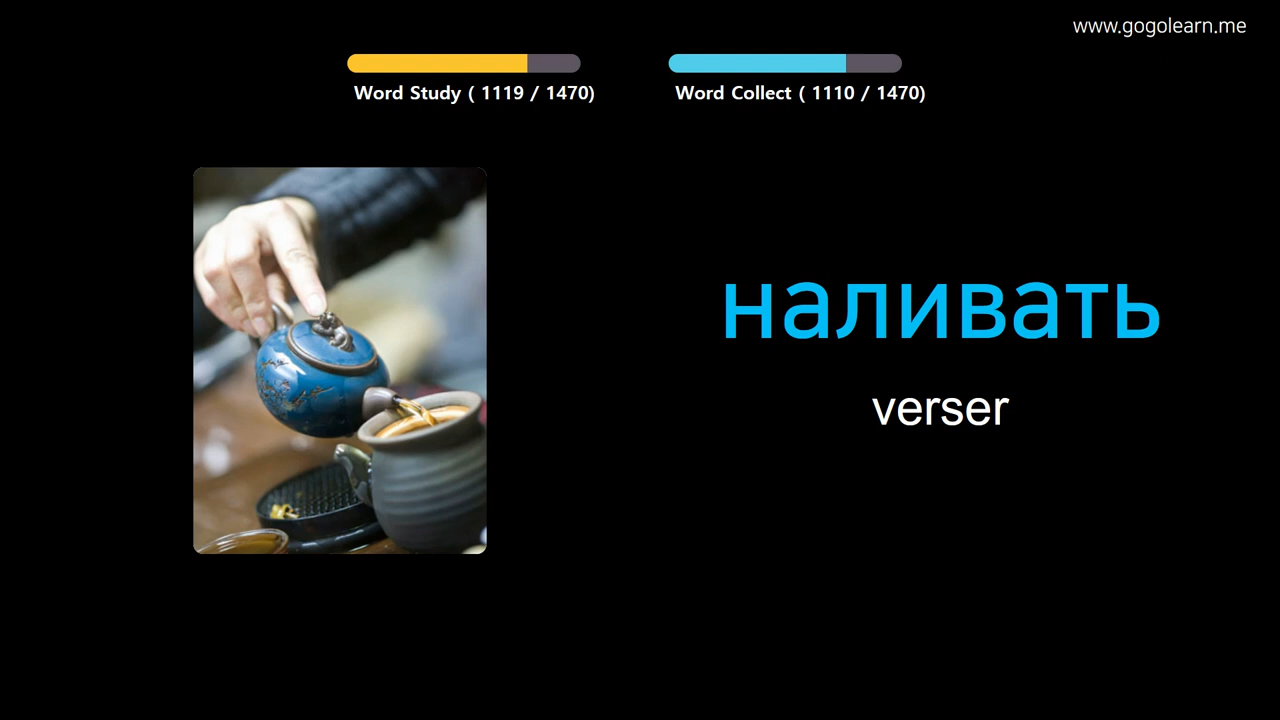 www.gogolearn.me
Word Study ( 1119 / 1470)
Word Collect ( 1110 / 1470)
наливать
verser